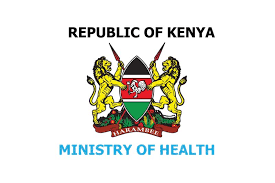 REPUBLIC OF KENYA
HARAMBEE
MINISTRY OF HEALTH